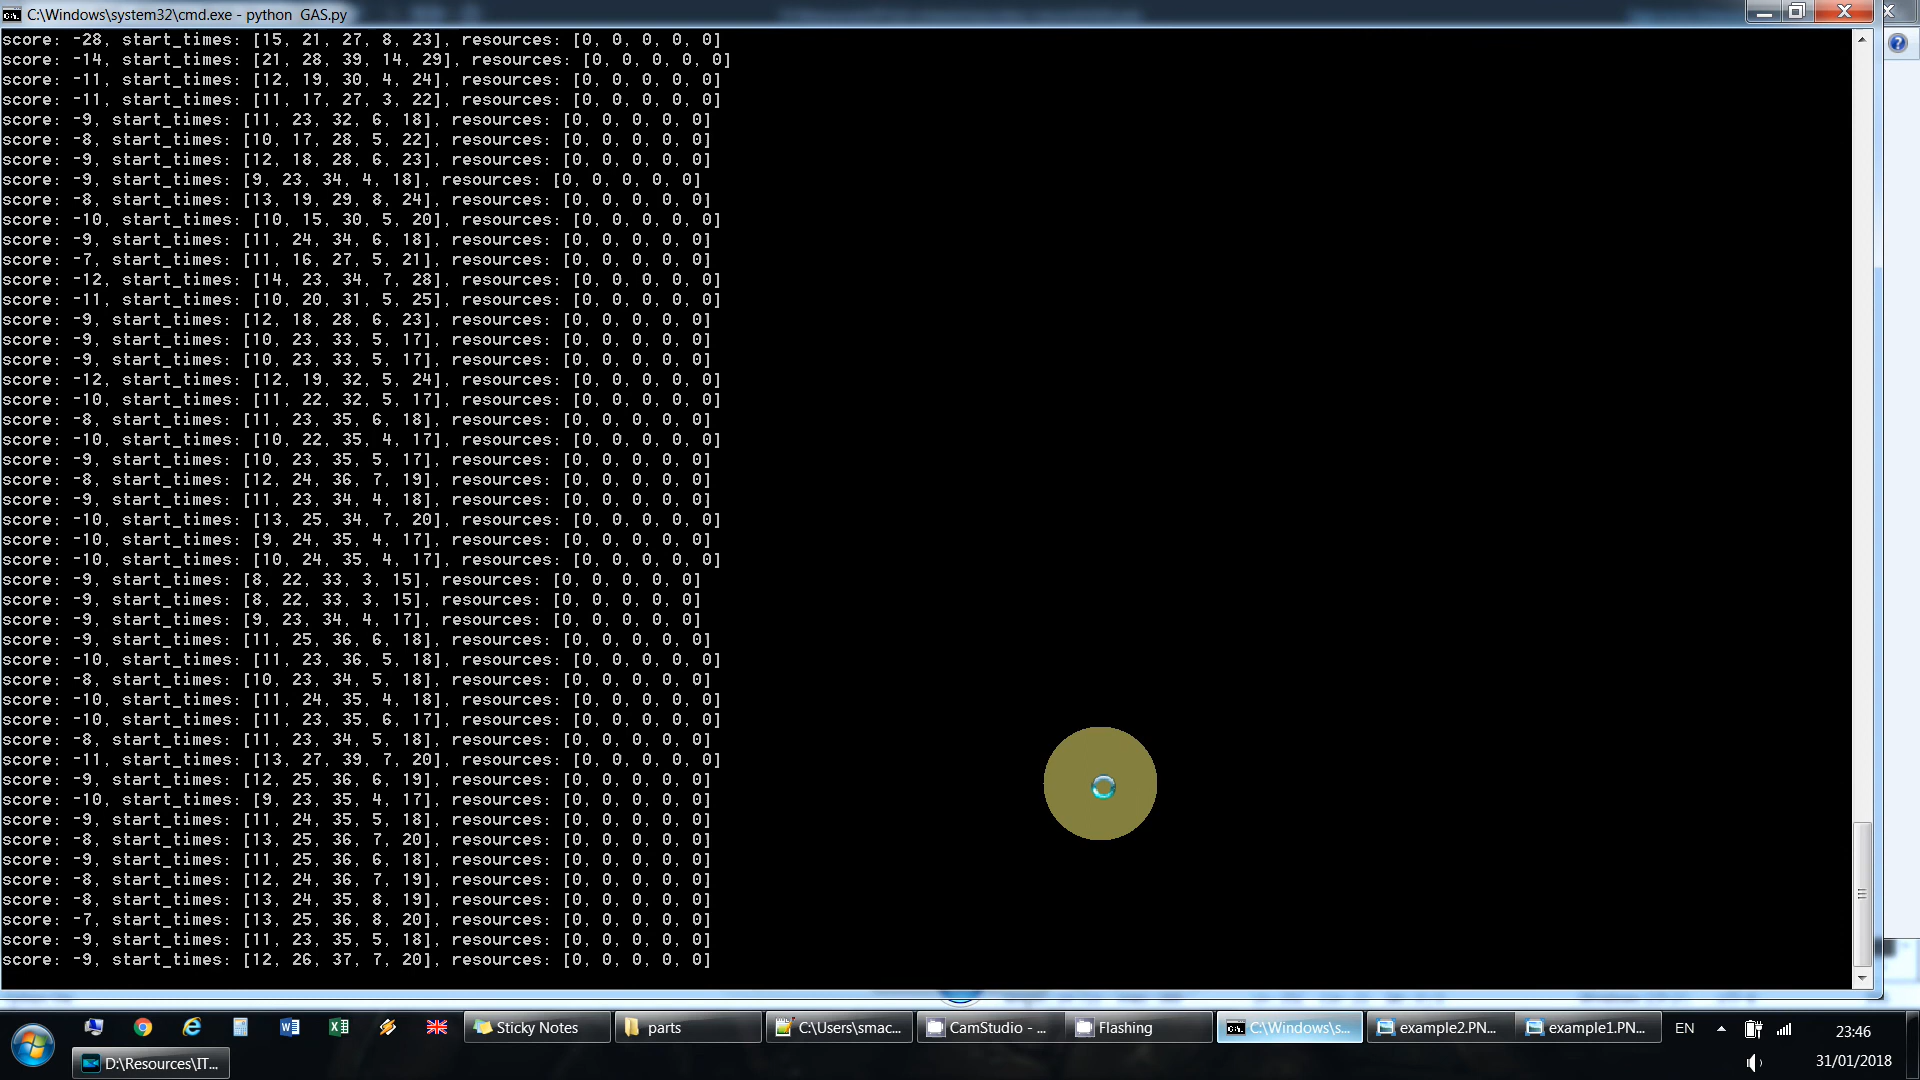 C:\Windows\system32\cmd.exe - python  GAS.py
score: -28, start_times: [15, 21, 27, 8, 23], resources: [0, 0, 0, 0, 0]
score: -14, start_times: [21, 28, 39, 14, 29], resources: [0, 0, 0, 0, 0]
score: -11, start_times: [12, 19, 30, 4, 24], resources: [0, 0, 0, 0, 0]
score: -11, start_times: [11, 17, 27, 3, 22], resources: [0, 0, 0, 0, 0]
score: -9, start_times: [11, 23, 32, 6, 18], resources: [0, 0, 0, 0, 0]
score: -8, start_times: [10, 17, 28, 5, 22], resources: [0, 0, 0, 0, 0]
score: -9, start_times: [12, 18, 28, 6, 23], resources: [0, 0, 0, 0, 0]
score: -9, start_times: [9, 23, 34, 4, 18], resources: [0, 0, 0, 0, 0]
score: -8, start_times: [13, 19, 29, 8, 24], resources: [0, 0, 0, 0, 0]
score: -10, start_times: [10, 15, 30, 5, 20], resources: [0, 0, 0, 0, 0]
score: -9, start_times: [11, 24, 34, 6, 18], resources: [0, 0, 0, 0, 0]
score: -7, start_times: [11, 16, 27, 5, 21], resources: [0, 0, 0, 0, 0]
score: -12, start_times: [14, 23, 34, 7, 28], resources: [0, 0, 0, 0, 0]
score: -11, start_times: [10, 20, 31, 5, 25], resources: [0, 0, 0, 0, 0]
score: -9, start_times: [12, 18, 28, 6, 23], resources: [0, 0, 0, 0, 0]
score: -9, start_times: [10, 23, 33, 5, 17], resources: [0, 0, 0, 0, 0]
score: -9, start_times: [10, 23, 33, 5, 17], resources: [0, 0, 0, 0, 0]
score: -12, start_times: [12, 19, 32, 5, 24], resources: [0, 0, 0, 0, 0]
score: -10, start_times: [11, 22, 32, 5, 17], resources: [0, 0, 0, 0, 0]
score: -8, start_times: [11, 23, 35, 6, 18], resources: [0, 0, 0, 0, 0]
score: -10, start_times: [10, 22, 35, 4, 17], resources: [0, 0, 0, 0, 0]
score: -9, start_times: [10, 23, 35, 5, 17], resources: [0, 0, 0, 0, 0]
score: -8, start_times: [12, 24, 36, 7, 19], resources: [0, 0, 0, 0, 0]
score: -9, start_times: [11, 23, 34, 4, 18], resources: [0, 0, 0, 0, 0]
score: -10, start_times: [13, 25, 34, 7, 20], resources: [0, 0, 0, 0, 0]
score: -10, start_times: [9, 24, 35, 4, 17], resources: [0, 0, 0, 0, 0]
score: -10, start_times: [10, 24, 35, 4, 17], resources: [0, 0, 0, 0, 0]
score: -9, start_times: [8, 22, 33, 3, 15], resources: [0, 0, 0, 0, 0]
score: -9, start_times: [8, 22, 33, 3, 15], resources: [0, 0, 0, 0, 0]
score: -9, start_times: [9, 23, 34, 4, 17], resources: [0, 0, 0, 0, 0]
score: -9, start_times: [11, 25, 36, 6, 18], resources: [0, 0, 0, 0, 0]
score: -10, start_times: [11, 23, 36, 5, 18], resources: [0, 0, 0, 0, 0]
score: -8, start_times: [10, 23, 34, 5, 18], resources: [0, 0, 0, 0, 0]
score: -10, start_times: [11, 24, 35, 4, 18], resources: [0, 0, 0, 0, 0]
score: -10, start_times: [11, 23, 35, 6, 17], resources: [0, 0, 0, 0, 0]
score: -8, start_times: [11, 23, 34, 5, 18], resources: [0, 0, 0, 0, 0]
score: -11, start_times: [13, 27, 39, 7, 20], resources: [0, 0, 0, 0, 0]
score: -9, start_times: [12, 25, 36, 6, 19], resources: [0, 0, 0, 0, 0]
score: -10, start_times: [9, 23, 35, 4, 17], resources: [0, 0, 0, 0, 0]
score: -9, start_times: [11, 24, 35, 5, 18], resources: [0, 0, 0, 0, 0]
score: -8, start_times: [13, 25, 36, 7, 20], resources: [0, 0, 0, 0, 0]
score: -9, start_times: [11, 25, 36, 6, 18], resources: [0, 0, 0, 0, 0]
score: -8, start_times: [12, 24, 36, 7, 19], resources: [0, 0, 0, 0, 0]
score: -8, start_times: [13, 24, 35, 8, 19], resources: [0, 0, 0, 0, 0]
score: -7, start_times: [13, 25, 36, 8, 20], resources: [0, 0, 0, 0, 0]
score: -9, start_times: [11, 23, 35, 5, 18], resources: [0, 0, 0, 0, 0]
score: -9, start_times: [12, 26, 37, 7, 20], resources: [0, 0, 0, 0, 0]
Sticky Notes
parts
C:\Users\smac...
CamStudio - ...
Flashing
C:\Windows\s...
example2.PN...
example1.PN...
EN
23:46
D:\Resources\IT...
31/01/2018